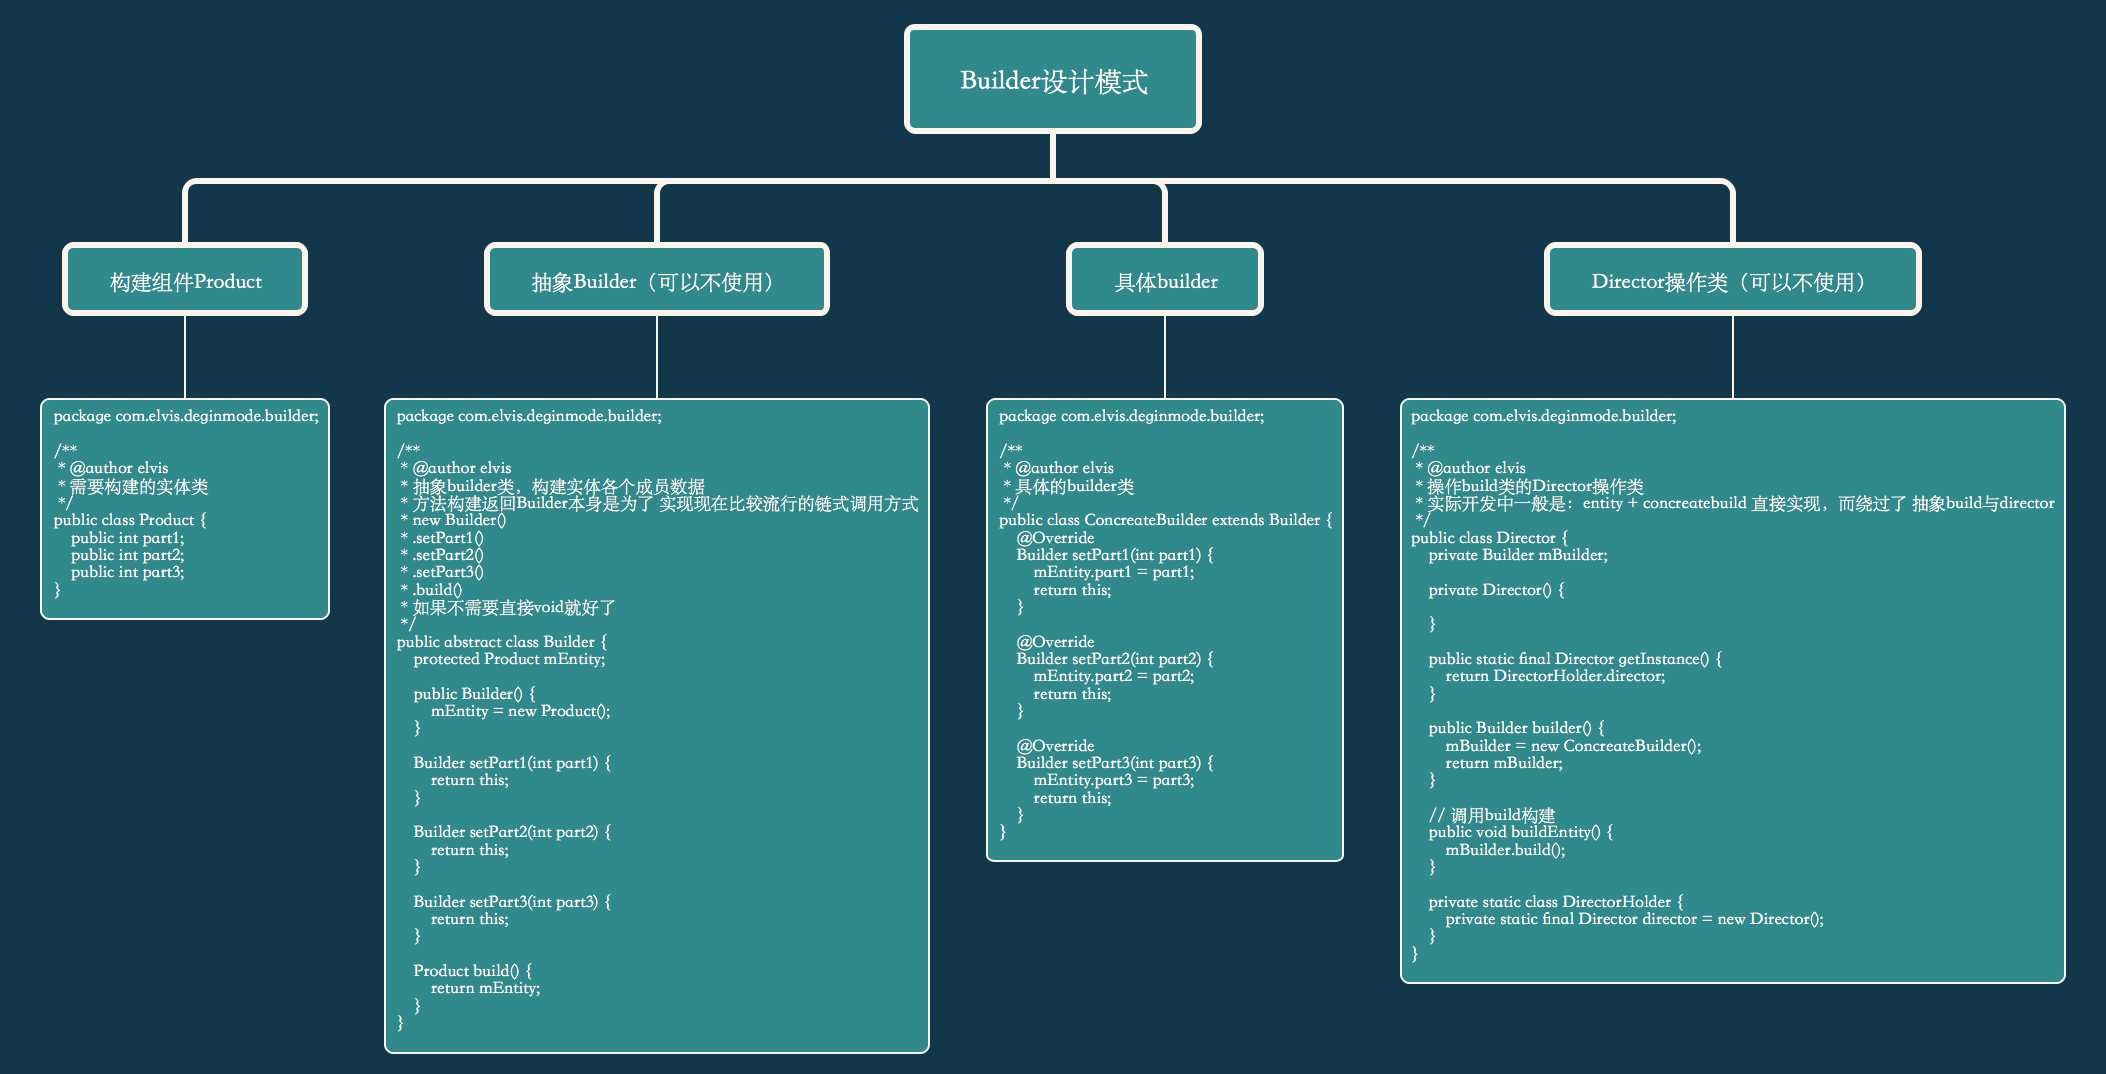 Builder设计模式
构建组件Product
抽象Builder（可以不使用）
具体builder
Director操作类（可以不使用）
package com.elvis.deginmode.builder;
/**
* @author elvis
* 需要构建的实体类
*/
public class Product {
public int part1;
public int part2;
public int part3;
}
package com.elvis.deginmode.builder;
/**
* @author elvis
* 抽象builder类，构建实体各个成员数据
* 方法构建返回Builder本身是为了 实现现在比较流行的链式调用方式
* new Builder()
* .setPart1()
* .setPart2()
* .setPart3()
* .build()
* 如果不需要直接void就好了
*/
public abstract class Builder {
protected Product mEntity;
public Builder() {
mEntity = new Product();
}
Builder setPart1(int part1) {
return this;
}
Builder setPart2(int part2) {
return this;
}
Builder setPart3(int part3) {
return this;
}
Product build() {
return mEntity;
}
}
package com.elvis.deginmode.builder;
/**
* @author elvis
* 具体的builder类
*/
public class ConcreateBuilder extends Builder {
@Override
Builder setPart1(int part1) {
mEntity.part1 = part1;
return this;
}
@Override
Builder setPart2(int part2) {
mEntity.part2 = part2;
return this;
}
@Override
Builder setPart3(int part3) {
mEntity.part3 = part3;
return this;
}
}
package com.elvis.deginmode.builder;
/**
* @author elvis
* 操作build类的Director操作类
* 实际开发中一般是：entity + concreatebuild 直接实现，而绕过了 抽象build与director
*/
public class Director {
private Builder mBuilder;
private Director() {
}
public static final Director getInstance() {
return DirectorHolder.director;
}
public Builder builder() {
mBuilder = new ConcreateBuilder();
return mBuilder;
}
// 调用build构建
public void buildEntity() {
mBuilder.build();
}
private static class DirectorHolder {
private static final Director director = new Director();
}
}